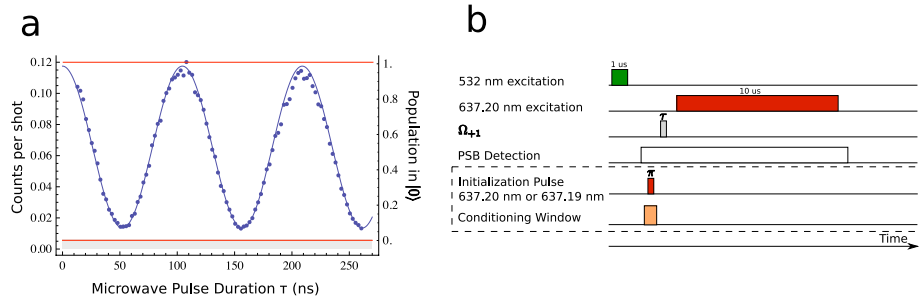 a
0.12
0.10
0.08
0.06
0.04
0.02
0.00
Counts per shot
1.
0.8
0.6
0.4
0.2
0.
Population in |0⟩
0
50
100
150
200
250
Microwave Pulse Duration τ (ns)
b
1 us
532 nm excitation
10 us
637.20 nm excitation
τ
Ω+1
PSB Detection
π
Initialization Pulse
637.20 nm or 637.19 nm
Conditioning Window
Time